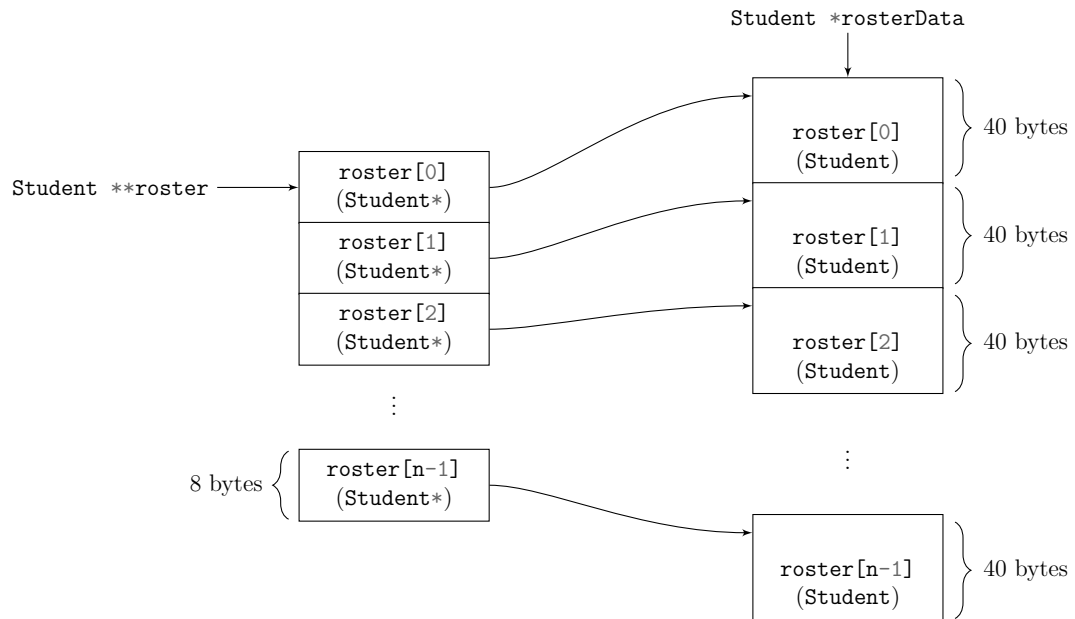 Student *rosterData
Student **roster
roster[0]
(Student*)
roster[1]
(Student*)
roster[2]
(Student*)
⋮
8 bytes
roster[n-1]
(Student*)
roster[0]
(Student)
40 bytes
roster[1]
(Student)
40 bytes
roster[2]
(Student)
40 bytes
⋮
roster[n-1]
(Student)
40 bytes